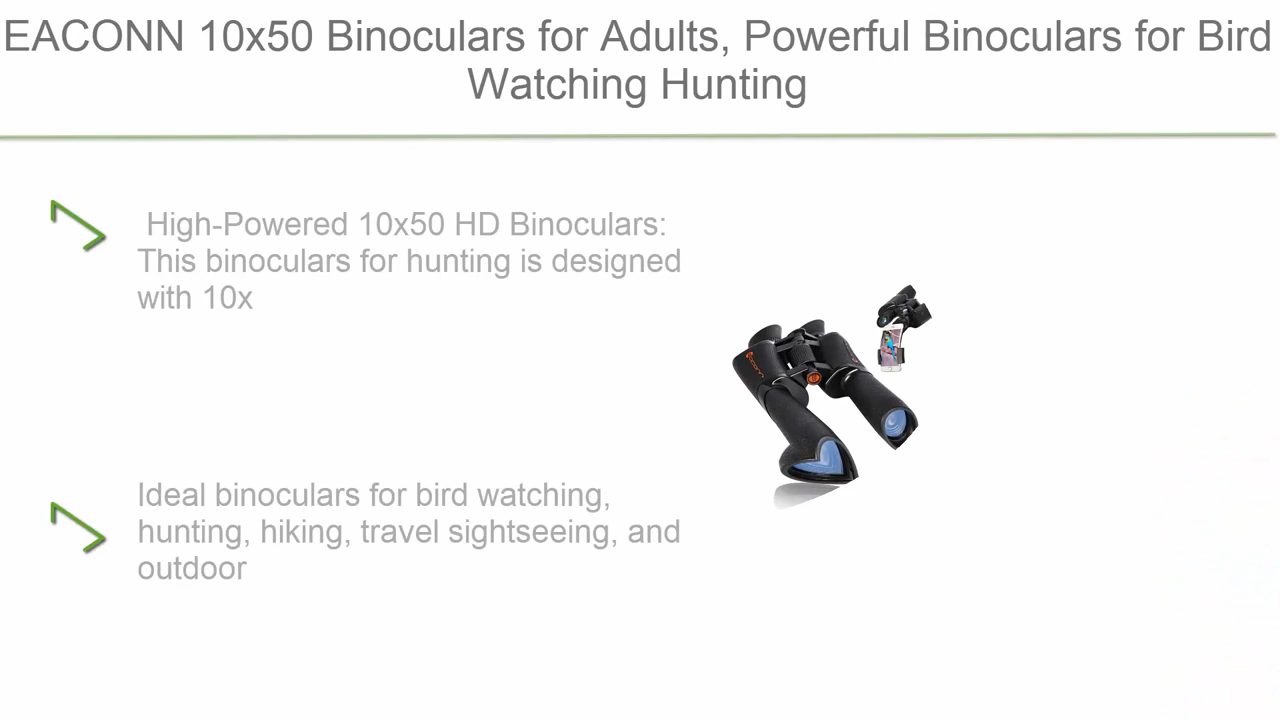 EACONN 10x50 Binoculars for Adults, Powerful Binoculars for Bird
Watching Hunting
High-Powered 10x50 HD Binoculars:
This binoculars for hunting is designed
with 10x
Ideal binoculars for bird watching,
hunting, hiking, travel sightseeing, and
outdoor